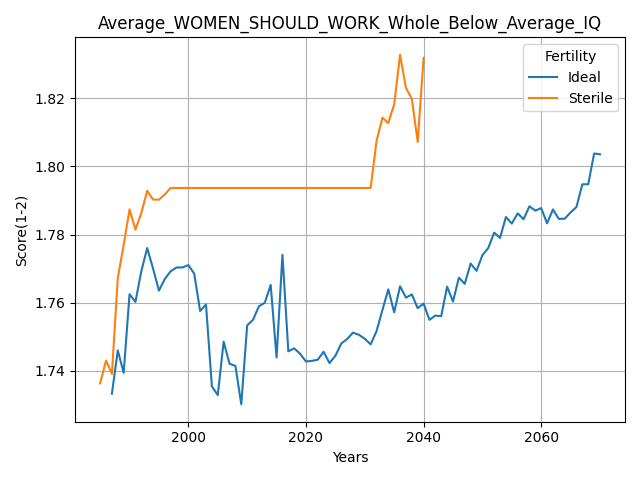 Average_WOMEN_SHOULD_WORK_Whole_Below_Average_IQ
Fertility
Ideal
Sterile
Score(1-2)
1.82
1.80
1.78
1.76
1.74
2000
2020
2040
2060
Years